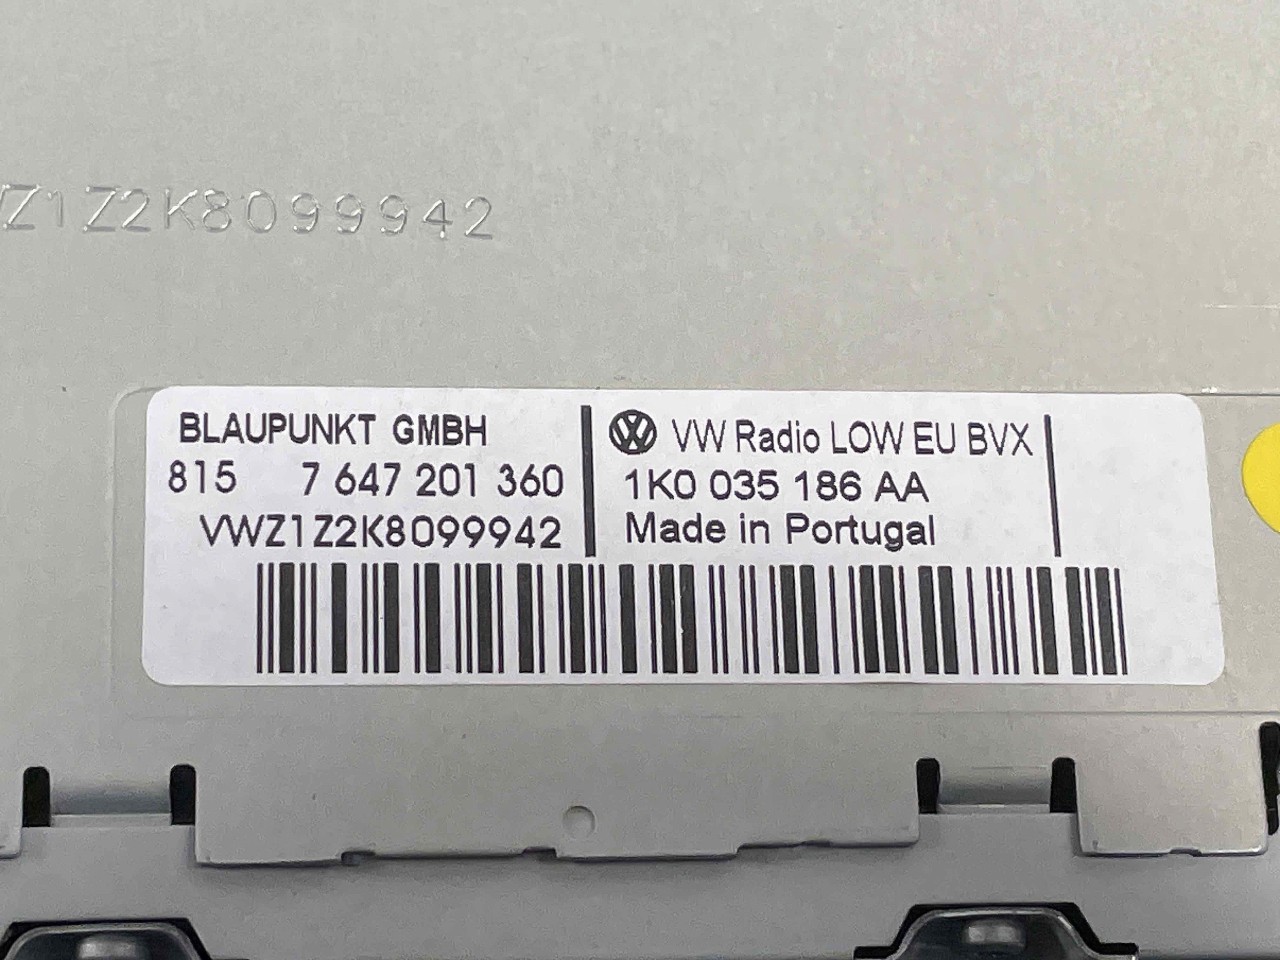 VZ1Z2K8099942
BLAUPUNKT GMBH
815 7 647 201 360
VWZ1Z2K8099942
VW Radio LOW EU BVX
1K0 035 186 AA
Made in Portugal